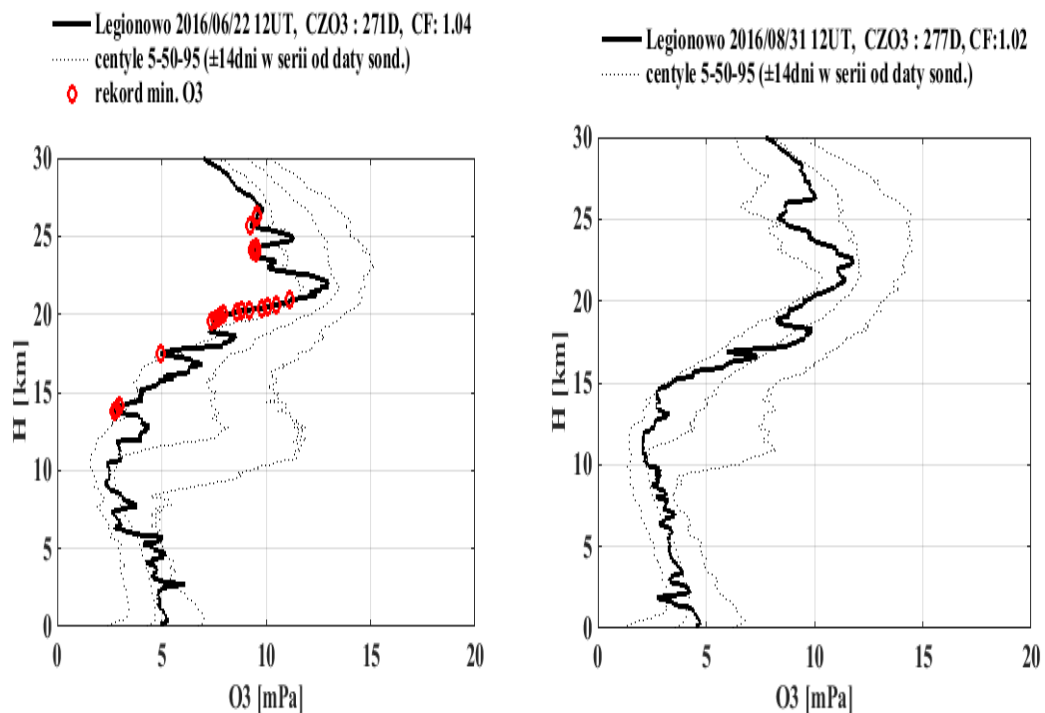 Legionowo 2016/06/22 12UT, CZO3 : 271D, CF: 1.04
centyle 5-50-95 (±14dni w serii od daty sond.)
rekord min. O3
30
25
20
15
10
5
0
H [km]
0 5 10 15 20
O3 [mPa]
Legionowo 2016/08/31 12UT, CZO3 : 277D, CF:1.02
centyle 5-50-95 (±14dni w serii od daty sond.)
30
25
20
15
10
5
0
H [km]
0 5 10 15 20
O3 [mPa]